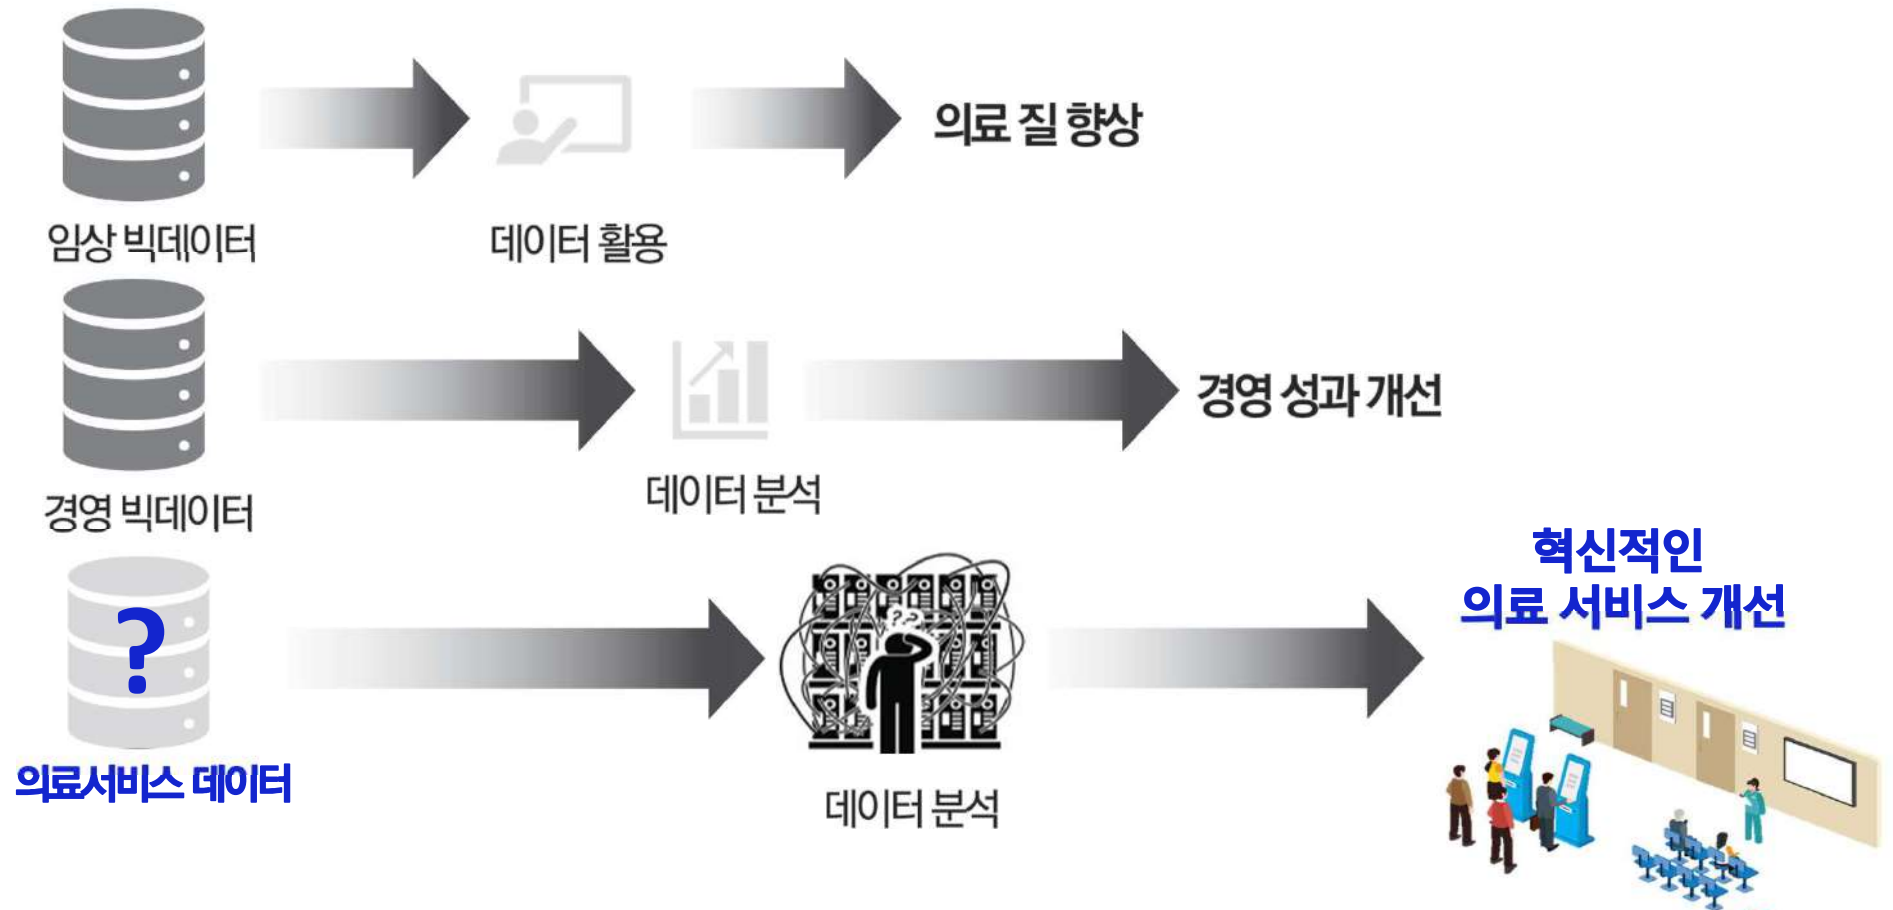 의료 질 향상
임상 빅데이터
데이터 활용
경영 성과 개선
데이터 분석
경영 빅데이터
혁신적인
의료 서비스 개선
?
??
의료서비스 데이터
데이터 분석